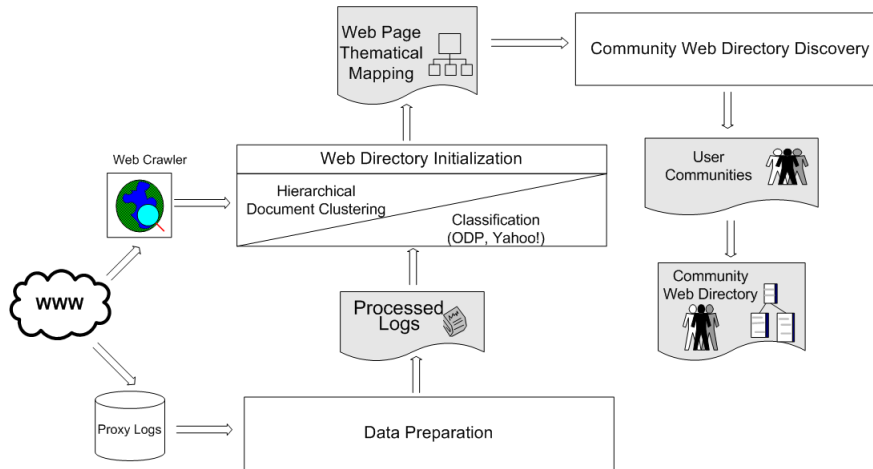 Web Page
Thematical
Mapping
Community Web Directory Discovery
Web Crawler
Web Directory Initialization
Hierarchical
Document Clustering
Classification
(ODP, Yahoo!)
User
Communities
WWW
Processed
Logs
Community
Web Directory
Proxy Logs
Data Preparation